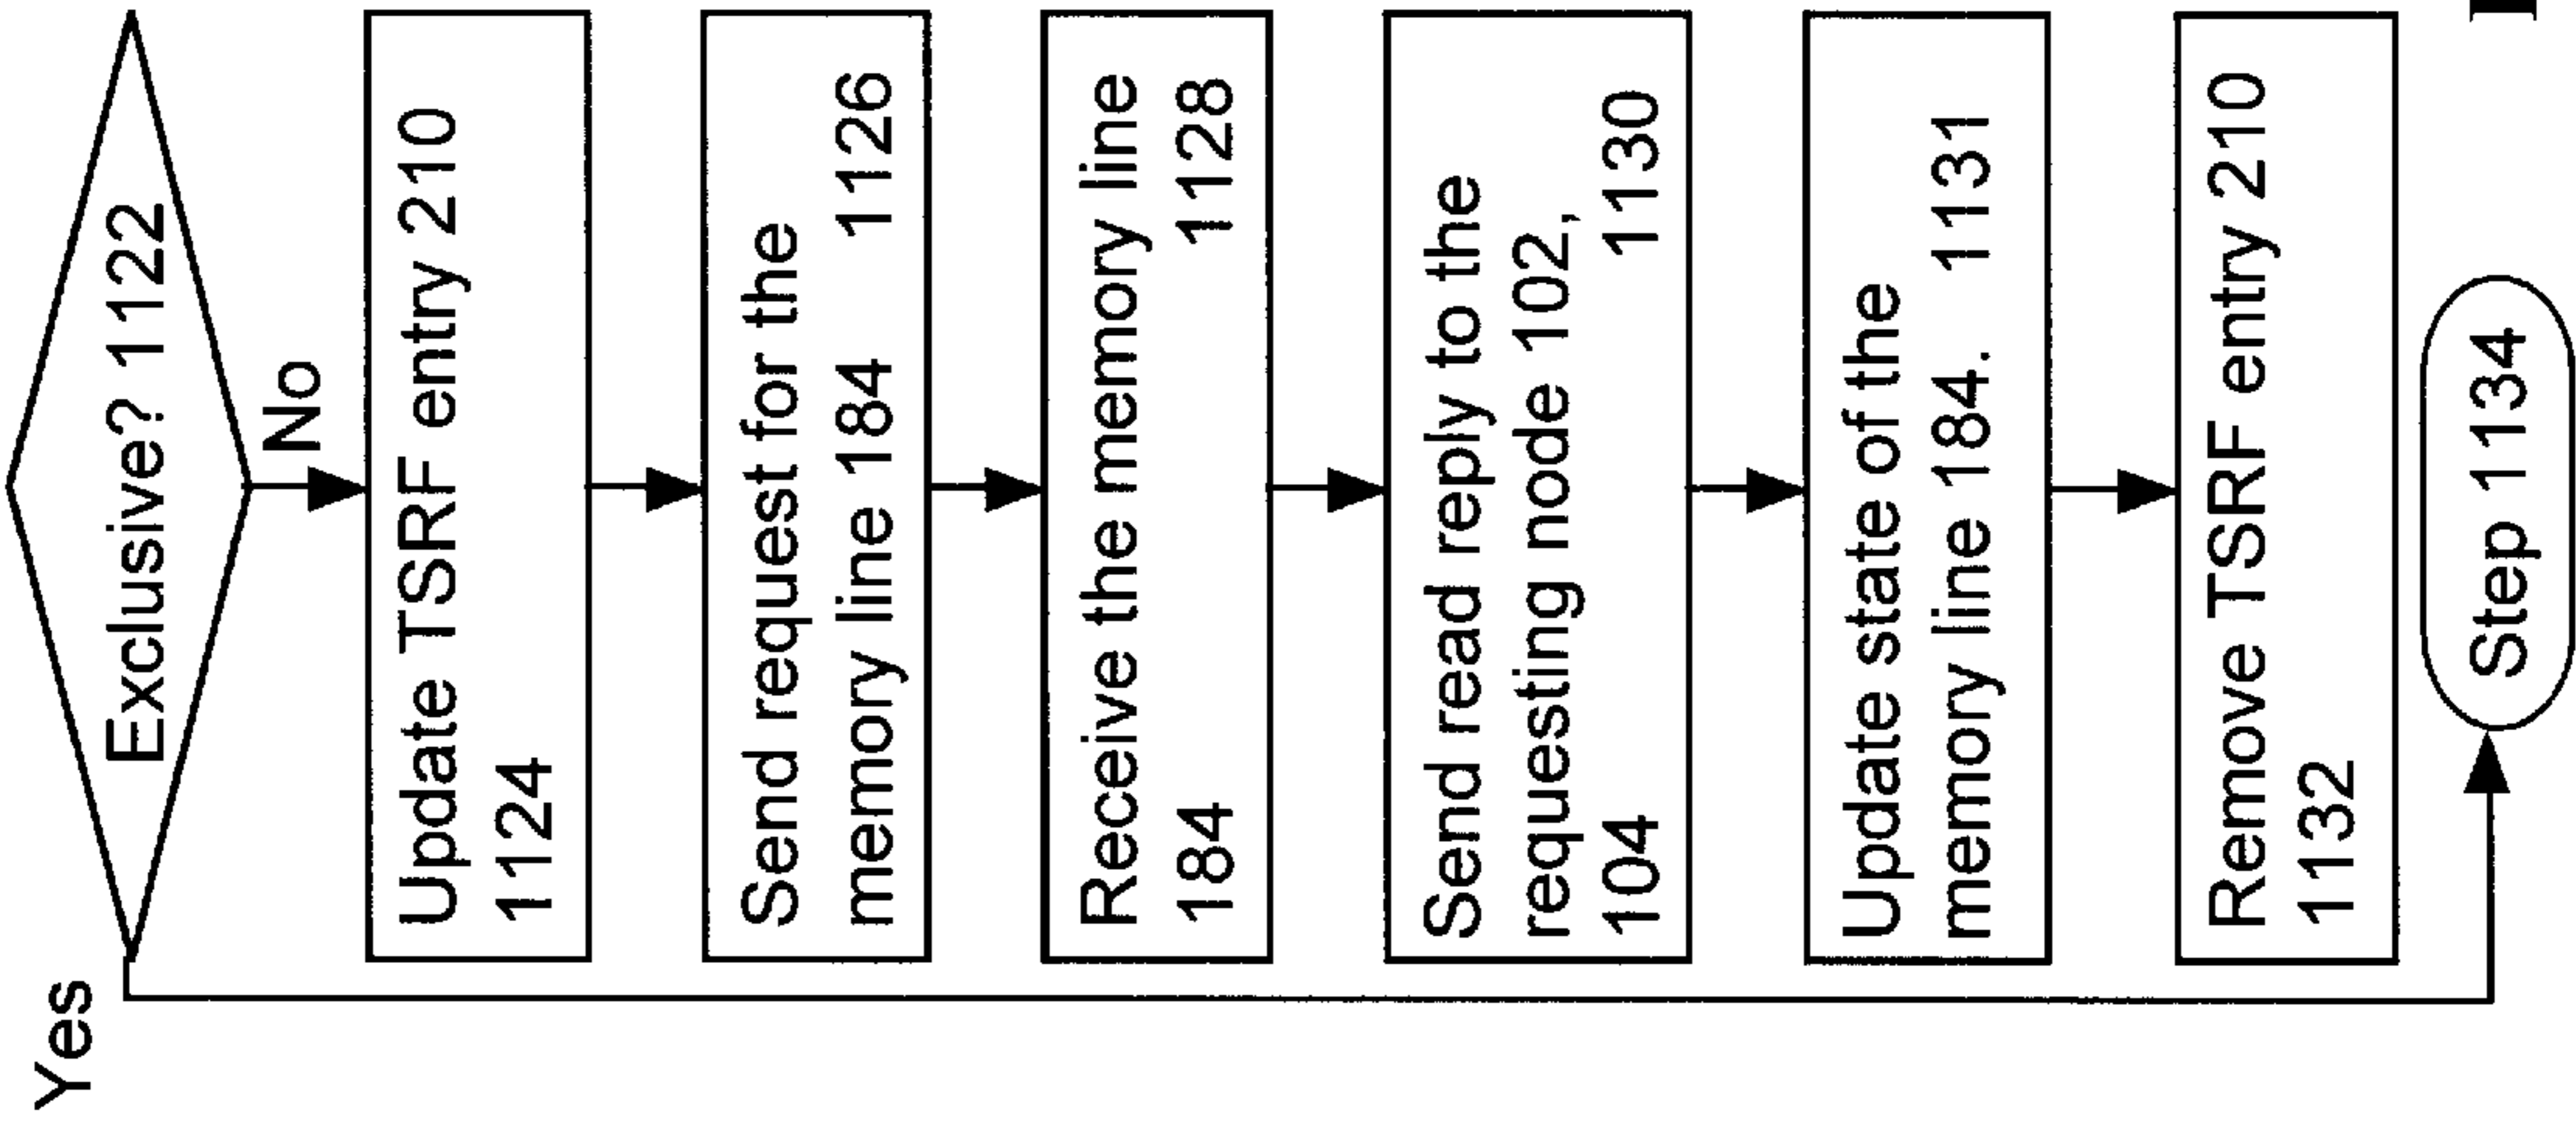 Yes
Exclusive? 1122
No
Update TSRF entry 210
1124
Send request for the
memory line 184 1126
Receive the memory line
184 1128
Send read reply to the
requesting node 102,
104 1130
Update state of the
memory line 184. 1131
Remove TSRF entry 210
1132
Step 1134